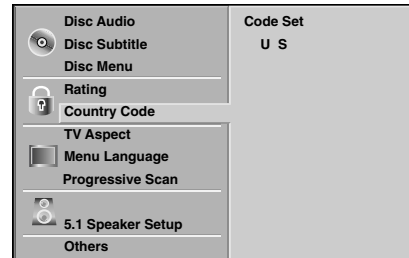 Disc Audio
Disc Subtitle
Disc Menu
Rating
Country Code
TV Aspect
Menu Language
Progressive Scan
5.1 Speaker Setup
Others
Code Set
U S